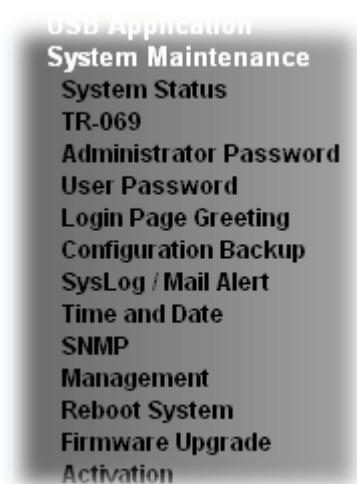 USB Application
System Maintenance
System Status
TR-069
Administrator Password
User Password
Login Page Greeting
Configuration Backup
SysLog / Mail Alert
Time and Date
SNMP
Management
Reboot System
Firmware Upgrade
Activation